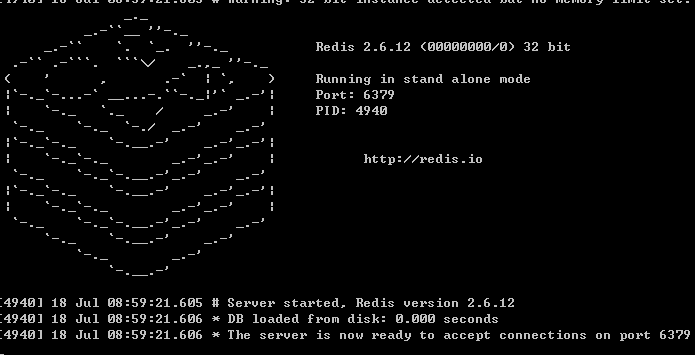 [4940] 18 Jul 08:59:21.605 # Warning: 32 bit instance detected but no memory limit set.
Redis 2.6.12 (00000000/0) 32 bit
Running in stand alone mode
Port: 6379
PID: 4940
http://redis.io
[4940] 18 Jul 08:59:21.605 # Server started, Redis version 2.6.12
[4940] 18 Jul 08:59:21.606 * DB loaded from disk: 0.000 seconds
[4940] 18 Jul 08:59:21.606 * The server is now ready to accept connections on port 6379